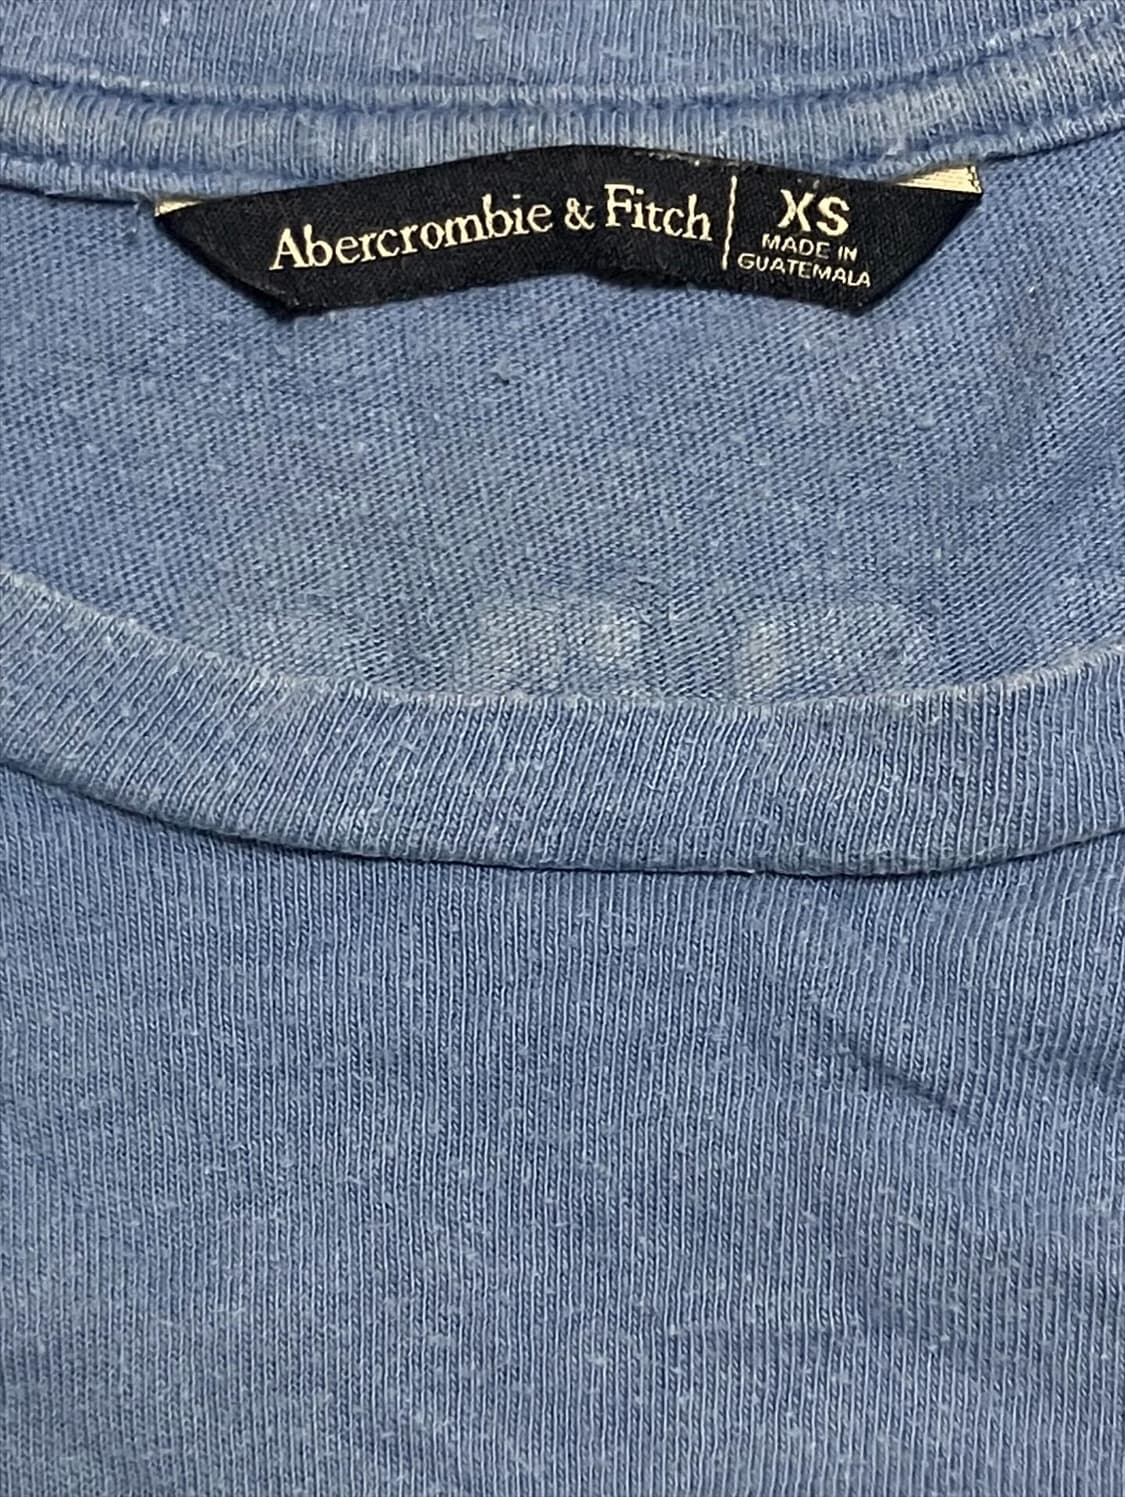 Abercrombie & Fitch | XS
MADE IN
GUATEMALA